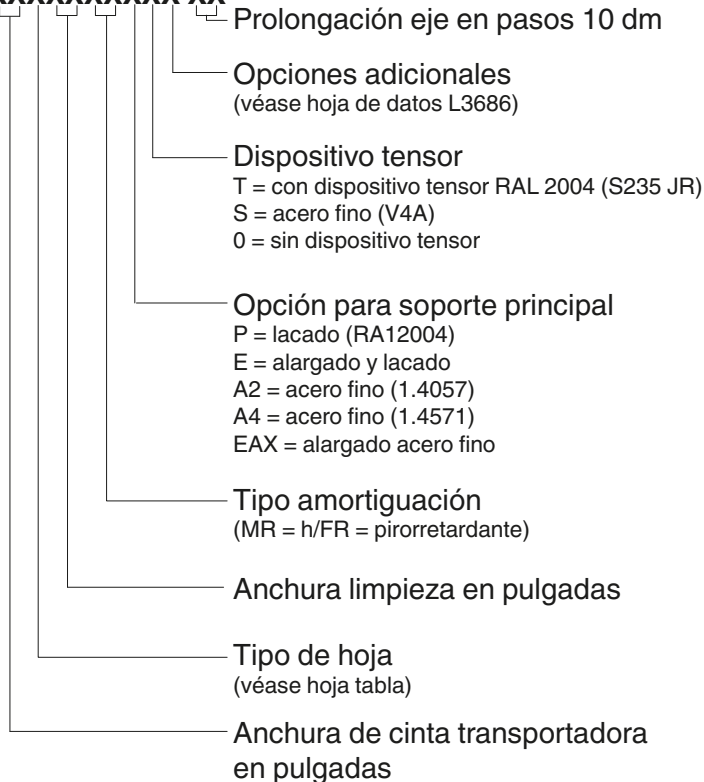 Prolongación eje en pasos 10 dm
Opciones adicionales
(véase hoja de datos L3686)
Dispositivo tensor
T = con dispositivo tensor RAL 2004 (S235 JR)
S = acero fino (V4A)
0 = sin dispositivo tensor
Opción para soporte principal
P = lacado (RA12004)
E = alargado y lacado
A2 = acero fino (1.4057)
A4 = acero fino (1.4571)
EAX = alargado acero fino
Tipo amortiguación
(MR = h/FR = pirorretardante)
Anchura limpieza en pulgadas
Tipo de hoja
(véase hoja tabla)
Anchura de cinta transportadora
en pulgadas